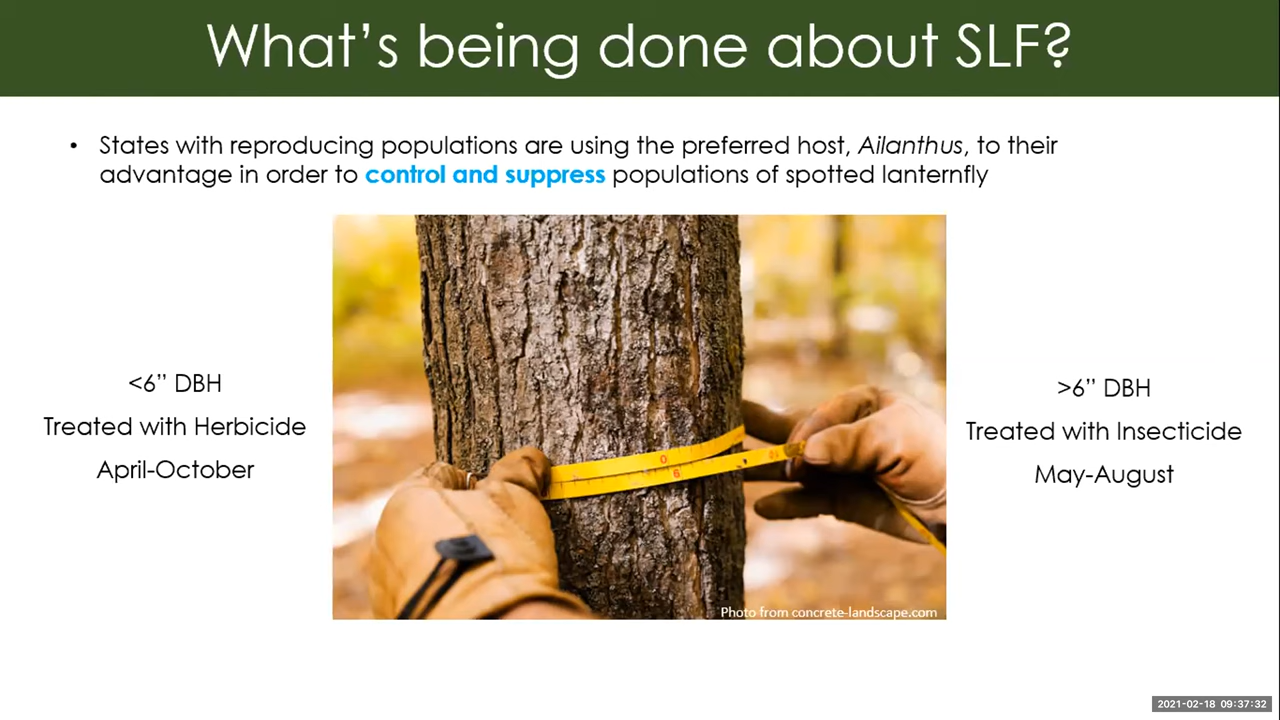 What’s being done about SLF?
• States with reproducing populations are using the preferred host, Ailanthus, to their
advantage in order to control and suppress populations of spotted lanternfly
<6” DBH
Treated with Herbicide
April-October
0
6
>6” DBH
Treated with Insecticide
May-August
Photo from concrete-landscape.com
2021-02-18 09:37:32